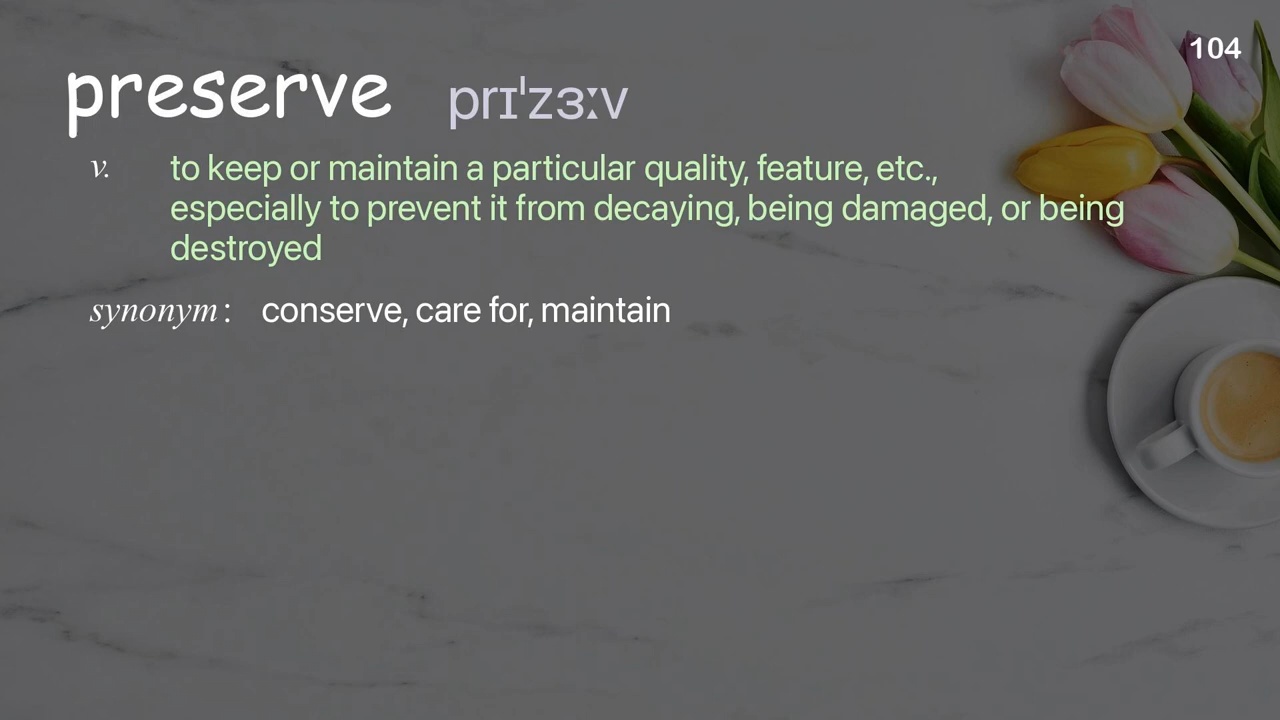 104
preserve prɪˈzɜːv
v. to keep or maintain a particular quality, feature, etc.,
especially to prevent it from decaying, being damaged, or being
destroyed
synonym: conserve, care for, maintain